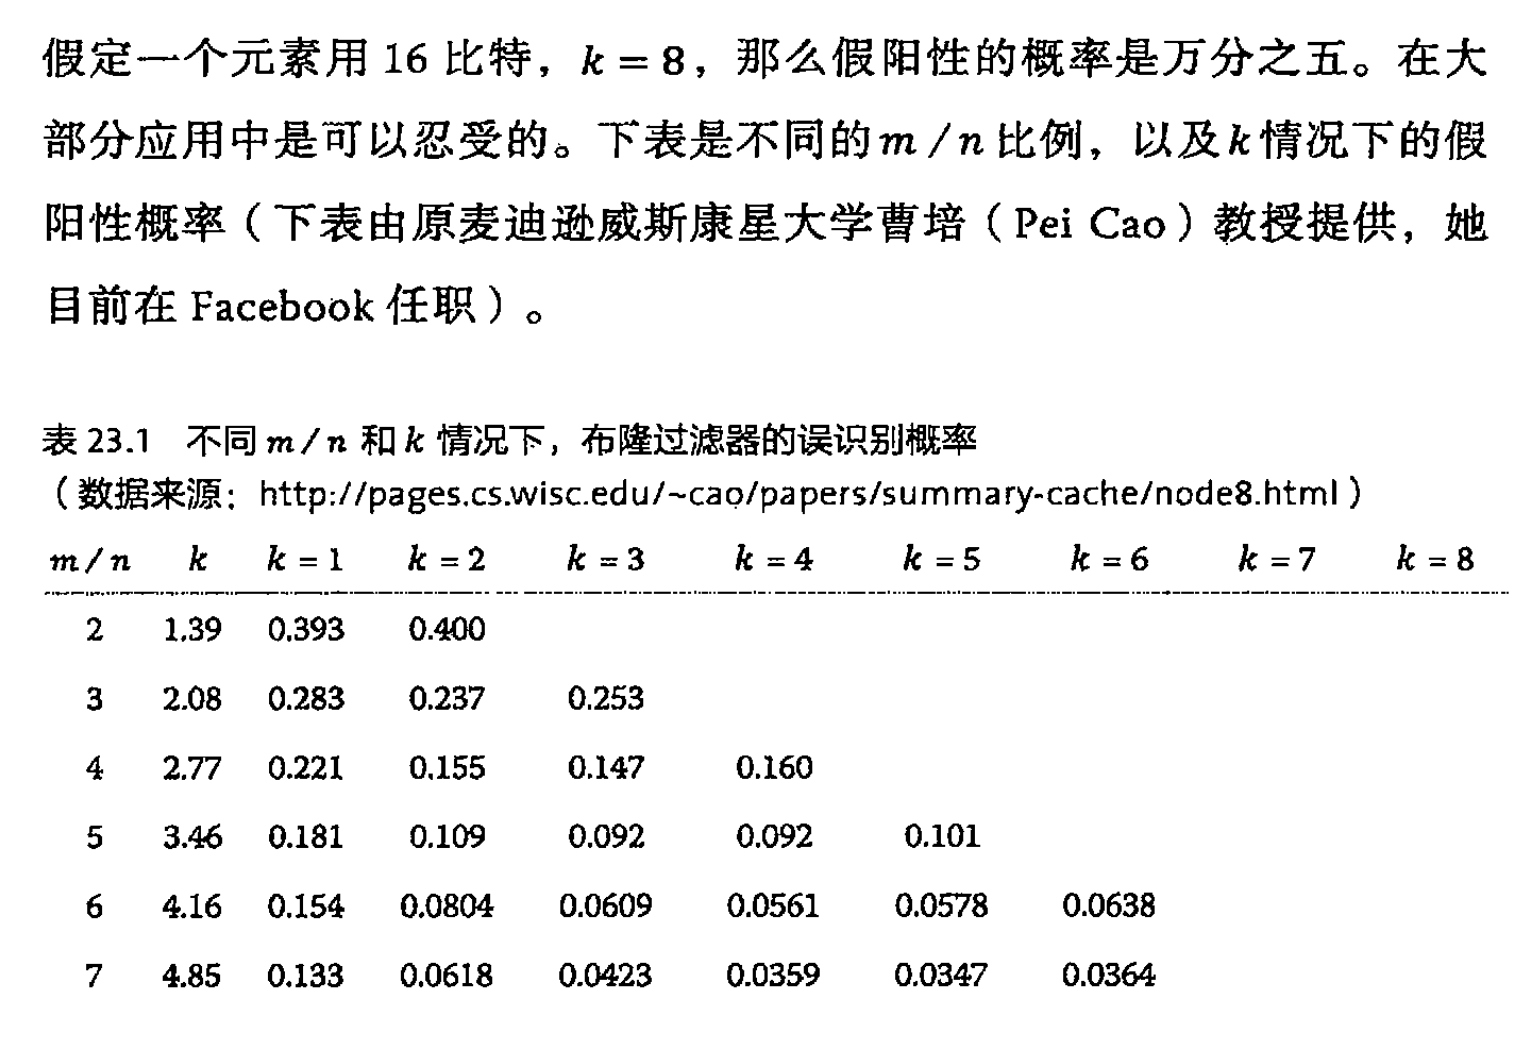 假定一个元素用 16 比特，k = 8，那么假阳性的概率是万分之五。在大
部分应用中是可以忍受的。下表是不同的 m / n 比例，以及 k 情况下的假
阳性概率（下表由原麦迪逊威斯康星大学曹培（Pei Cao）教授提供，她
目前在 Facebook 任职）。
表 23.1 不同 m / n 和 k 情况下，布隆过滤器的误识别概率
（数据来源：http://pages.cs.wisc.edu/~cao/papers/summary-cache/node8.html）
m / n k k = 1 k = 2 k = 3 k = 4 k = 5 k = 6 k = 7 k = 8
2 1.39 0.393 0.400
3 2.08 0.283 0.237 0.253
4 2.77 0.221 0.155 0.147 0.160
5 3.46 0.181 0.109 0.092 0.092 0.101
6 4.16 0.154 0.0804 0.0609 0.0561 0.0578 0.0638
7 4.85 0.133 0.0618 0.0423 0.0359 0.0347 0.0364